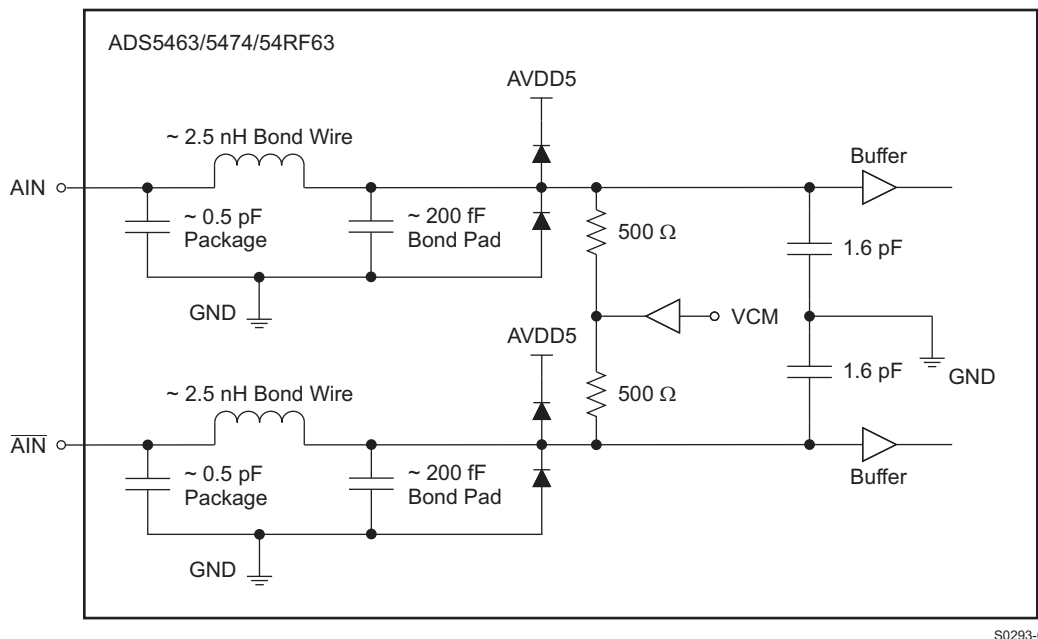 ADS5463/5474/54RF63
AVDD5
~ 2.5 nH Bond Wire
Buffer
AIN
~ 0.5 pF
Package
~ 200 fF
Bond Pad
500 Ω
1.6 pF
GND
VCM
AVDD5
GND
~ 2.5 nH Bond Wire
500 Ω
1.6 pF
AIN
~ 0.5 pF
Package
~ 200 fF
Bond Pad
Buffer
GND